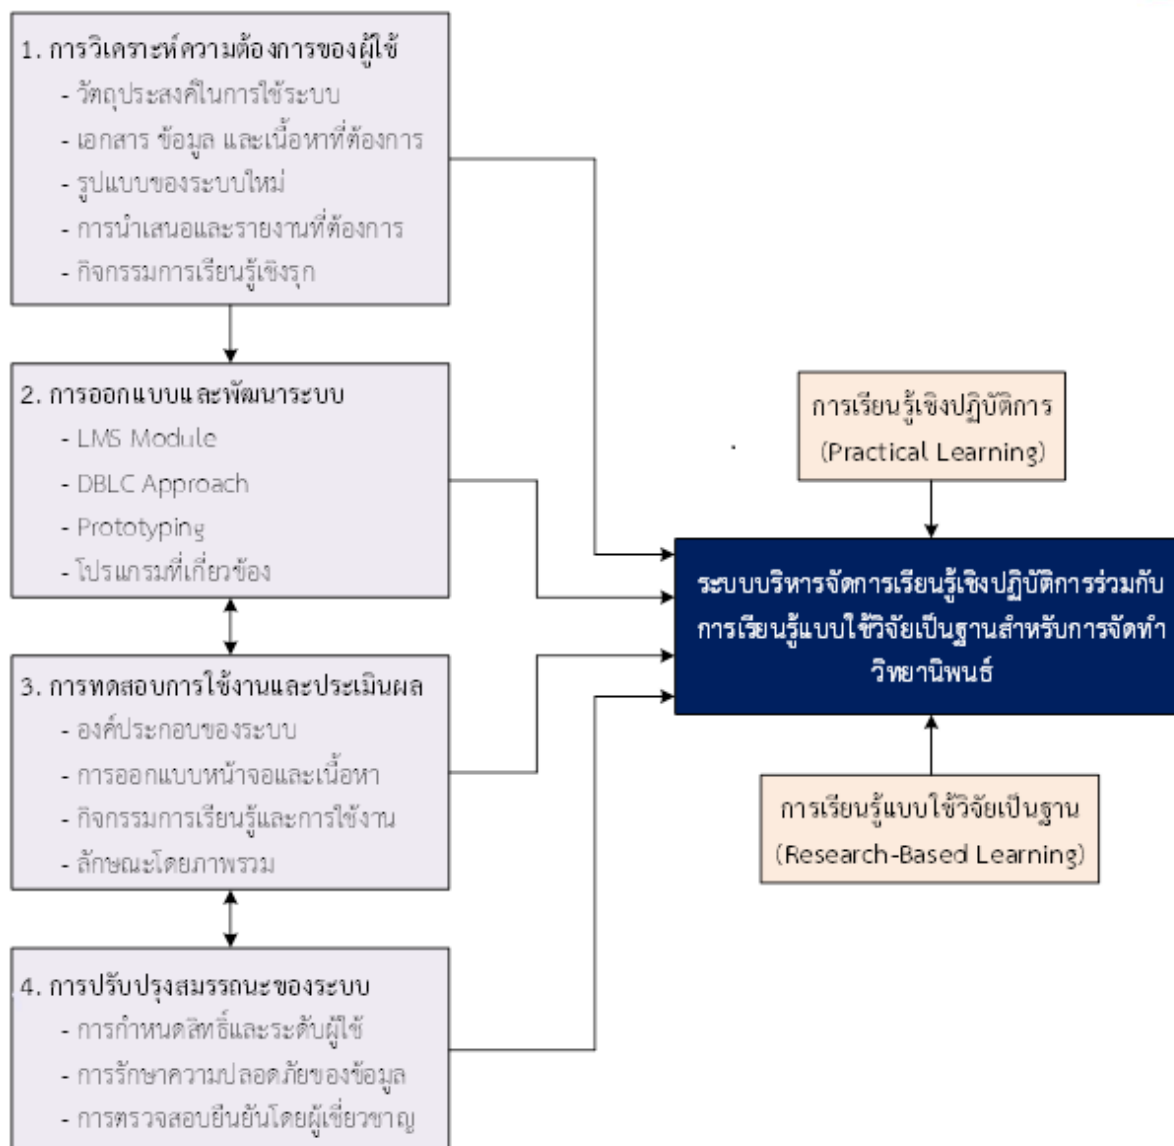 1. การวิเคราะห์ความต้องการของผู้ใช้
- วัตถุประสงค์ในการใช้ระบบ
- เอกสาร ข้อมูล และเนื้อหาที่ต้องการ
- รูปแบบของระบบใหม่
- การนำเสนอและรายงานที่ต้องการ
- กิจกรรมการเรียนรู้เชิงรุก
2. การออกแบบและพัฒนาระบบ
- LMS Module
- DBLC Approach
- Prototyping
- โปรแกรมที่เกี่ยวข้อง
3. การทดสอบการใช้งานและประเมินผล
- องค์ประกอบของระบบ
- การออกแบบหน้าจอและเนื้อหา
- กิจกรรมการเรียนรู้และการใช้งาน
- ลักษณะโดยภาพรวม
4. การปรับปรุงสมรรถนะของระบบ
- การกำหนดสิทธิ์และระดับผู้ใช้
- การรักษาความปลอดภัยของข้อมูล
- การตรวจสอบยืนยันโดยผู้เชี่ยวชาญ
การเรียนรู้เชิงปฏิบัติการ
(Practical Learning)
ระบบบริหารจัดการเรียนรู้เชิงปฏิบัติการร่วมกับ
การเรียนรู้แบบใช้วิจัยเป็นฐานสำหรับการจัดทำ
วิทยานิพนธ์
การเรียนรู้แบบใช้วิจัยเป็นฐาน
(Research-Based Learning)